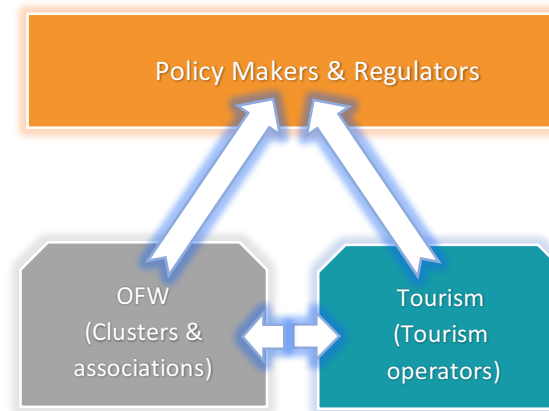 Policy Makers & Regulators
OFW
(Clusters &
associations)
Tourism
(Tourism
operators)